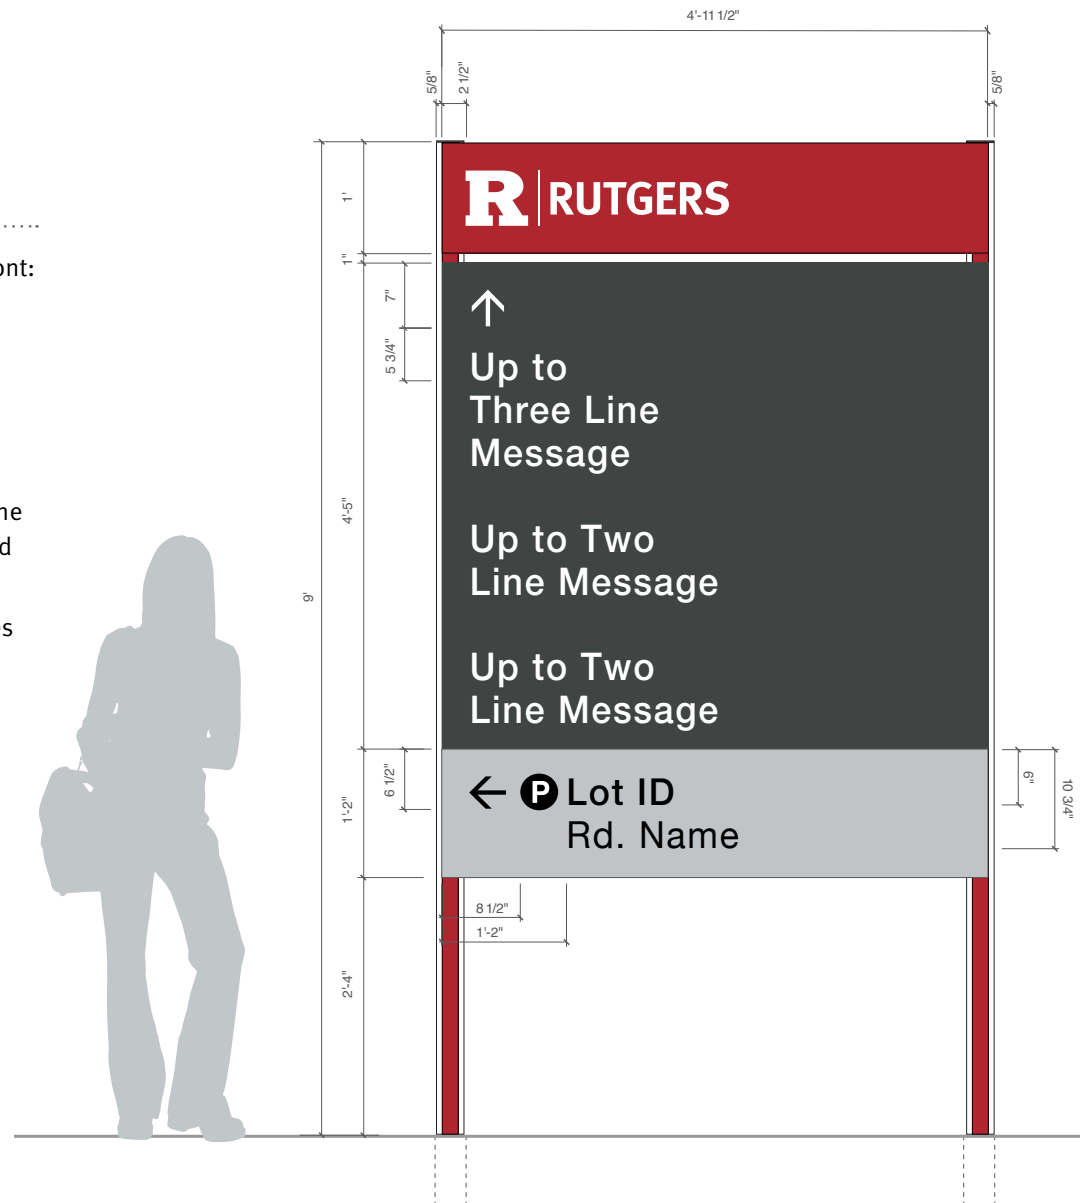 4'-11 1/2"
5/8"
2 1/2"
5/8"
1'
R RUTGERS
ont:
1"
7"
5 3/4"
Up to
Three Line
Message
4'-5"
ne
d
Up to Two
Line Message
9'
es
Up to Two
Line Message
6 1/2"
1'-2"
P Lot ID
Rd. Name
6"
10 3/4"
8 1/2"
1'-2"
2'-4"